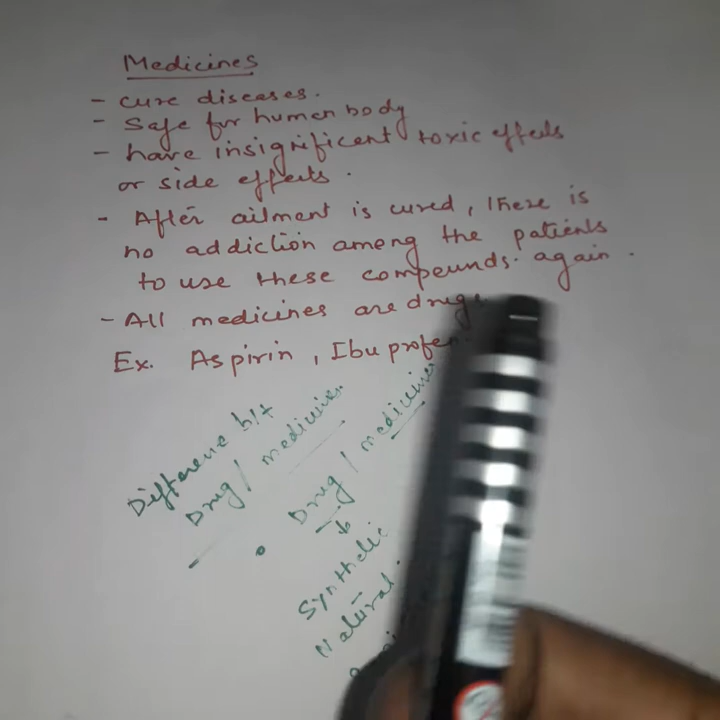 Medicines
- cure diseases.
- Safe for human body
- have insignificant toxic effects
or side effects.
- After ailment is cured, there is
no addiction among the patients
to use these compounds. again.
- All medicines are drugs
Ex. Aspirin, Ibuprofen.
Difference b/t
Drug / medicines.
Drug / medicines
Synthetic
Natural.